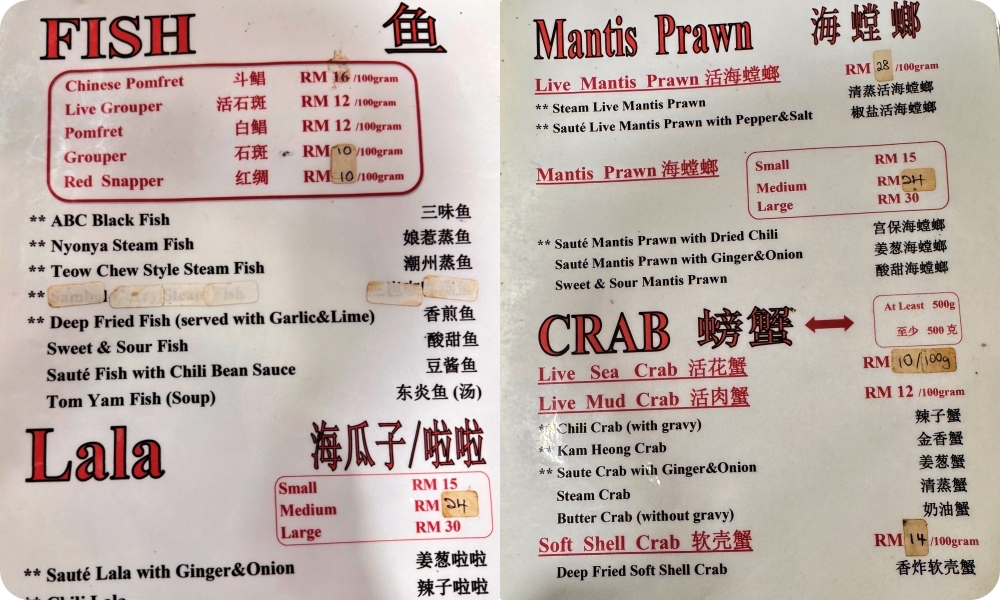 FISH 鱼
Chinese Pomfret 斗鲳 RM 16 /100gram
Live Grouper 活石斑 RM 12 /100gram
Pomfret 白鲳 RM 12 /100gram
Grouper 石斑 RM 10 /100gram
Red Snapper 红绸 RM 10 /100gram
** ABC Black Fish 三味鱼
** Nyonya Steam Fish 娘惹蒸鱼
** Teow Chew Style Steam Fish 潮州蒸鱼
** Steam Fish
** Deep Fried Fish (served with Garlic&Lime) 香煎鱼
Sweet & Sour Fish 酸甜鱼
Sauté Fish with Chili Bean Sauce 豆酱鱼
Tom Yam Fish (Soup) 东炎鱼 (汤)
Lala 海瓜子/啦啦
Small RM 15
Medium RM 24
Large RM 30
** Sauté Lala with Ginger&Onion 姜葱啦啦
** Chili Lala 辣子啦啦
Mantis Prawn 海螳螂
Live Mantis Prawn 活海螳螂 RM 28 /100gram
** Steam Live Mantis Prawn 清蒸活海螳螂
** Sauté Live Mantis Prawn with Pepper&Salt 椒盐活海螳螂
Mantis Prawn 海螳螂
Small RM 15
Medium RM 24
Large RM 30
** Sauté Mantis Prawn with Dried Chili 宫保海螳螂
Sauté Mantis Prawn with Ginger&Onion 姜葱海螳螂
Sweet & Sour Mantis Prawn 酸甜海螳螂
CRAB 螃蟹
At Least 500g
至少 500克
Live Sea Crab 活花蟹 RM 10/100g
Live Mud Crab 活肉蟹 RM 12 /100gram
** Chili Crab (with gravy) 辣子蟹
** Kam Heong Crab 金香蟹
** Saute Crab with Ginger&Onion 姜葱蟹
Steam Crab 清蒸蟹
Butter Crab (without gravy) 奶油蟹
Soft Shell Crab 软壳蟹 RM 14 /100gram
Deep Fried Soft Shell Crab 香炸软壳蟹